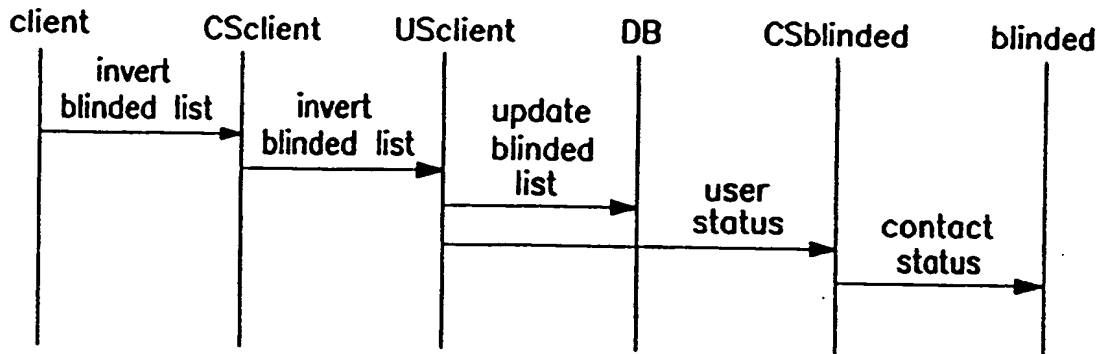 client CSclient USclient DB CSblinded blinded
invert
blinded list
invert
blinded list
update
blinded
list
user
status
contact
status